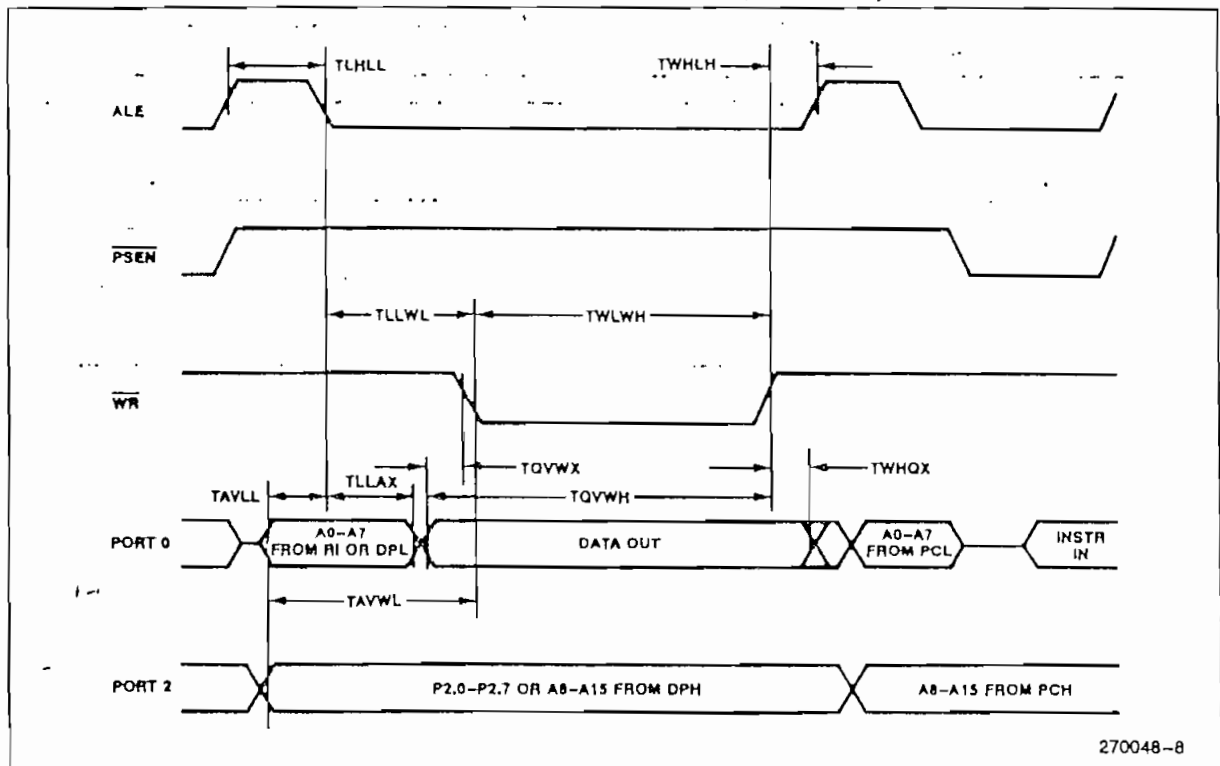 TLHLL
TWHLH
ALE
PSEN
TLLWL
TWLWH
WR
TQVWX
TWHQX
TAVLL
TLLAX
TQVWH
PORT 0
A0–A7
FROM RI OR DPL
DATA OUT
A0–A7
FROM PCL
INSTR
IN
TAVWL
PORT 2
P2.0–P2.7 OR A8–A15 FROM DPH
A8–A15 FROM PCH
270048–8